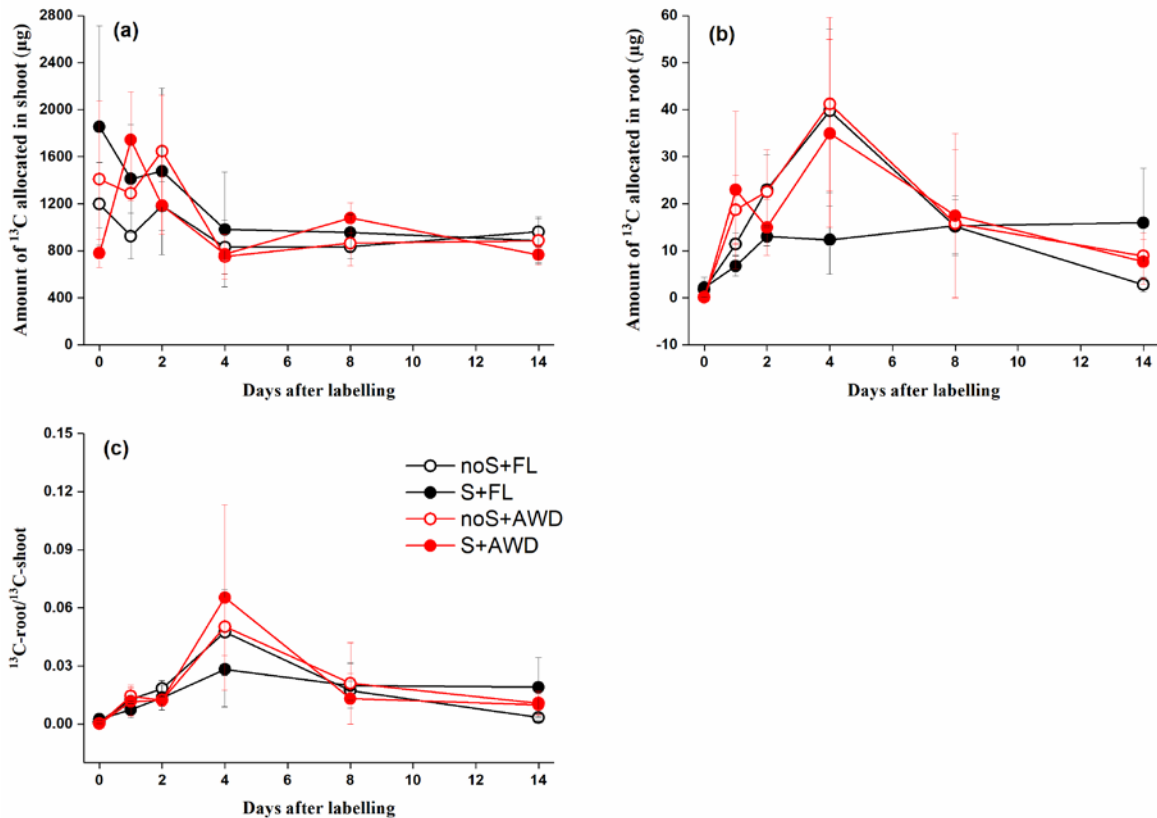 (a)
Amount of ¹³C allocated in shoot (µg)
2800
2400
2000
1600
1200
800
400
0
0 2 4 6 8 10 12 14
Days after labelling
(b)
Amount of ¹³C allocated in root (µg)
60
50
40
30
20
10
0
-10
0 2 4 6 8 10 12 14
Days after labelling
(c)
¹³C-root/¹³C-shoot
0.15
0.12
0.09
0.06
0.03
0.00
noS+FL
S+FL
noS+AWD
S+AWD
0 2 4 6 8 10 12 14
Days after labelling